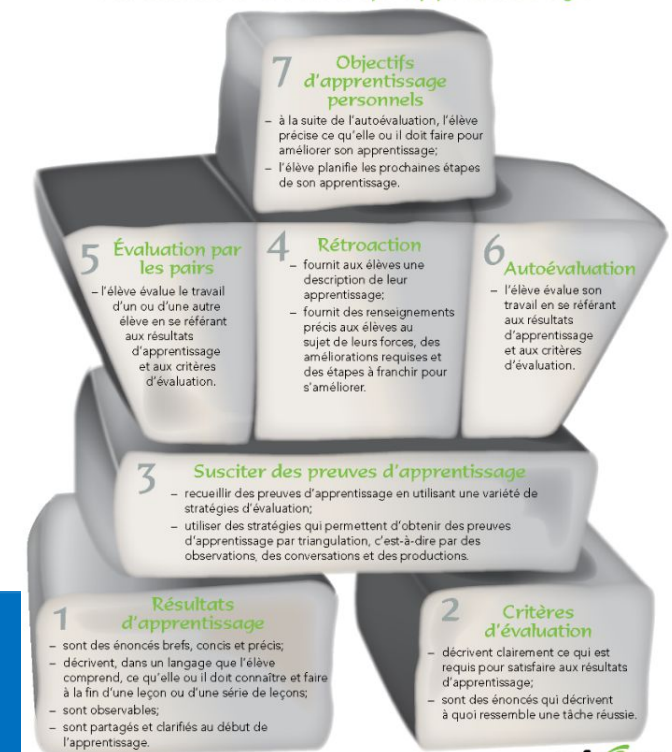 7
Objectifs
d'apprentissage
personnels
– à la suite de l'autoévaluation, l'élève
précise ce qu'elle ou il doit faire pour
améliorer son apprentissage;
– l'élève planifie les prochaines étapes
de son apprentissage.
5
Évaluation par
les pairs
– l'élève évalue le travail
d'un ou d'une autre
élève en se référant
aux résultats
d'apprentissage
et aux critères
d'évaluation.
4
Rétroaction
– fournit aux élèves une
description de leur
apprentissage;
– fournit des renseignements
précis aux élèves au
sujet de leurs forces, des
améliorations requises et
des étapes à franchir pour
s'améliorer.
6
Autoévaluation
– l'élève évalue son
travail en se référant
aux résultats
d'apprentissage
et aux critères
d'évaluation.
3
Susciter des preuves d'apprentissage
– recueillir des preuves d'apprentissage en utilisant une variété de
stratégies d'évaluation;
– utiliser des stratégies qui permettent d'obtenir des preuves
d'apprentissage par triangulation, c'est-à-dire par des
observations, des conversations et des productions.
1
Résultats
d'apprentissage
– sont des énoncés brefs, concis et précis;
– décrivent, dans un langage que l'élève
comprend, ce qu'elle ou il doit connaître et faire
à la fin d'une leçon ou d'une série de leçons;
– sont observables;
– sont partagés et clarifiés au début de
l'apprentissage.
2
Critères
d'évaluation
– décrivent clairement ce qui est
requis pour satisfaire aux résultats
d'apprentissage;
– sont des énoncés qui décrivent
à quoi ressemble une tâche réussie.